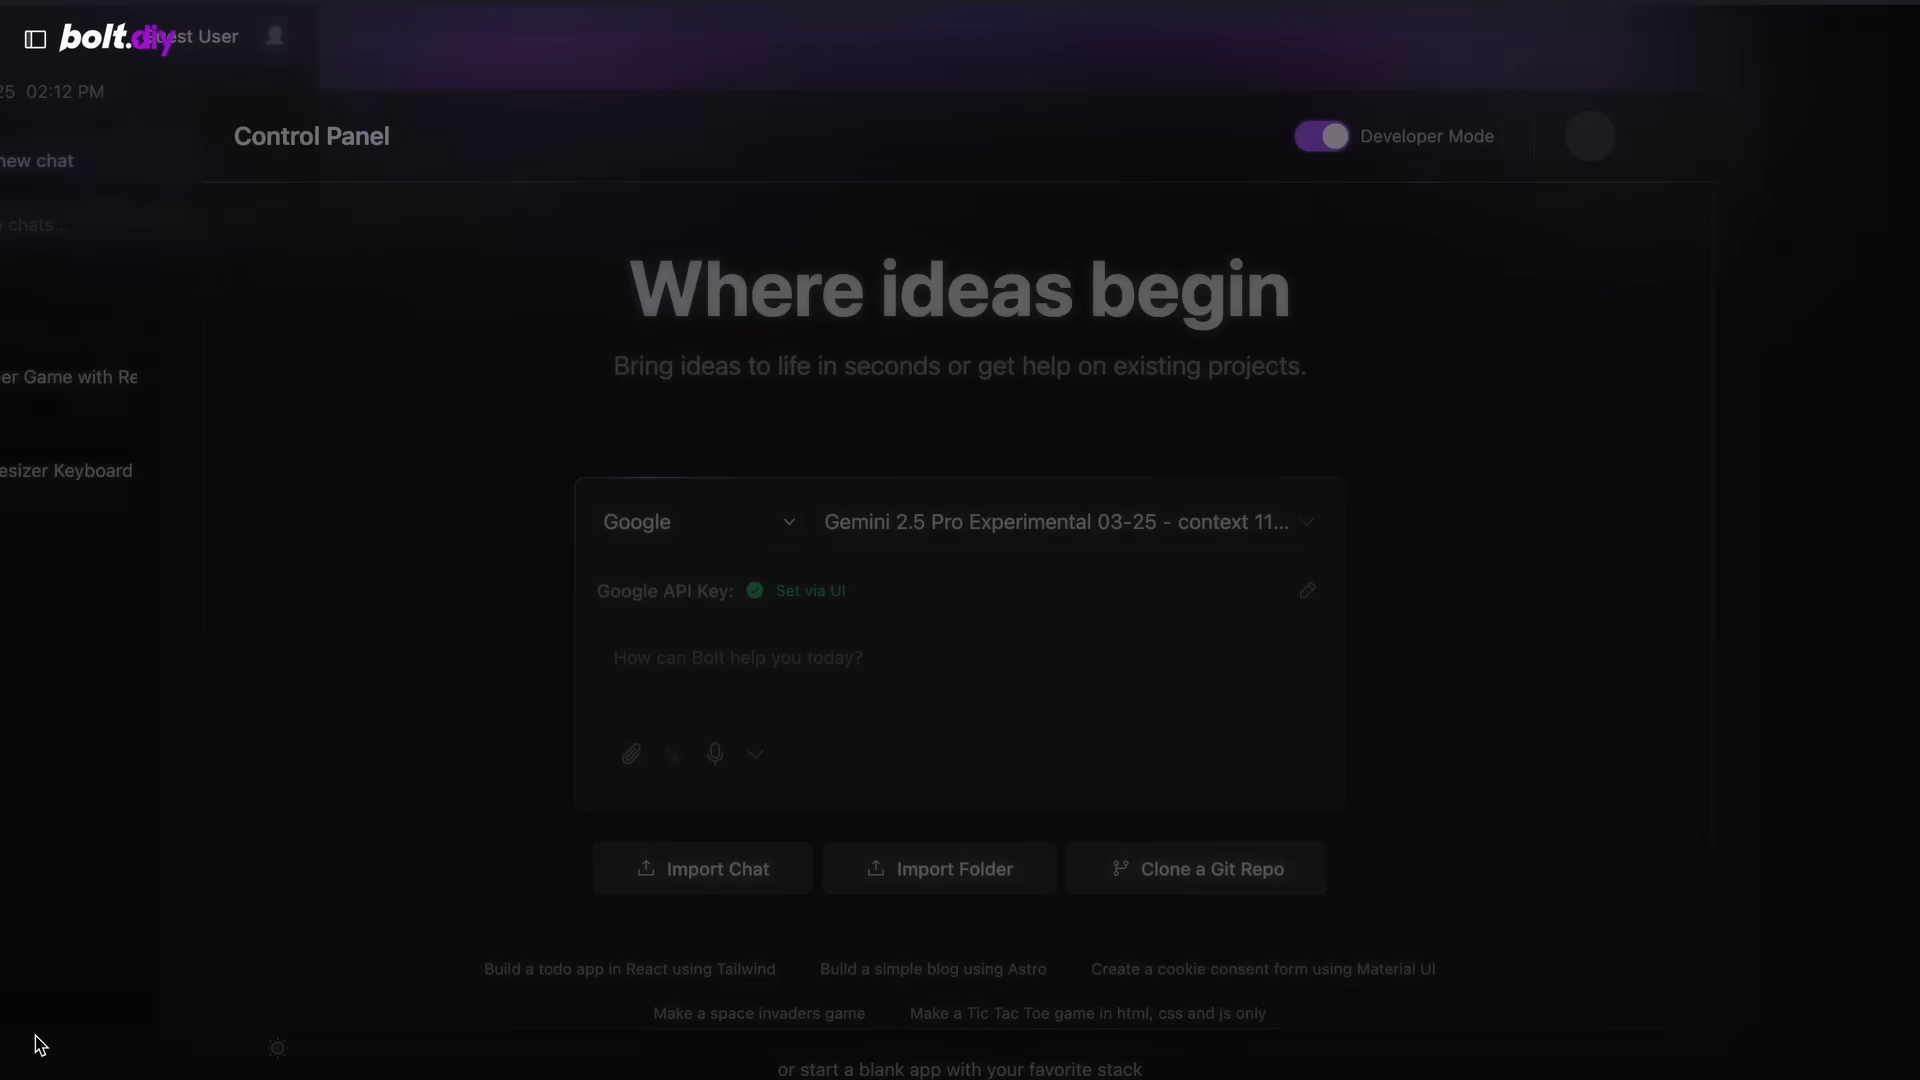 bolt.diy
est User
25 02:12 PM
Control Panel
Developer Mode
new chat
chats...
Where ideas begin
Bring ideas to life in seconds or get help on existing projects.
er Game with Re
esizer Keyboard
Google
Gemini 2.5 Pro Experimental 03-25 - context 11...
Google API Key: Set via UI
How can Bolt help you today?
Import Chat
Import Folder
Clone a Git Repo
Build a todo app in React using Tailwind
Build a simple blog using Astro
Create a cookie consent form using Material UI
Make a space invaders game
Make a Tic Tac Toe game in html, css and js only
or start a blank app with your favorite stack